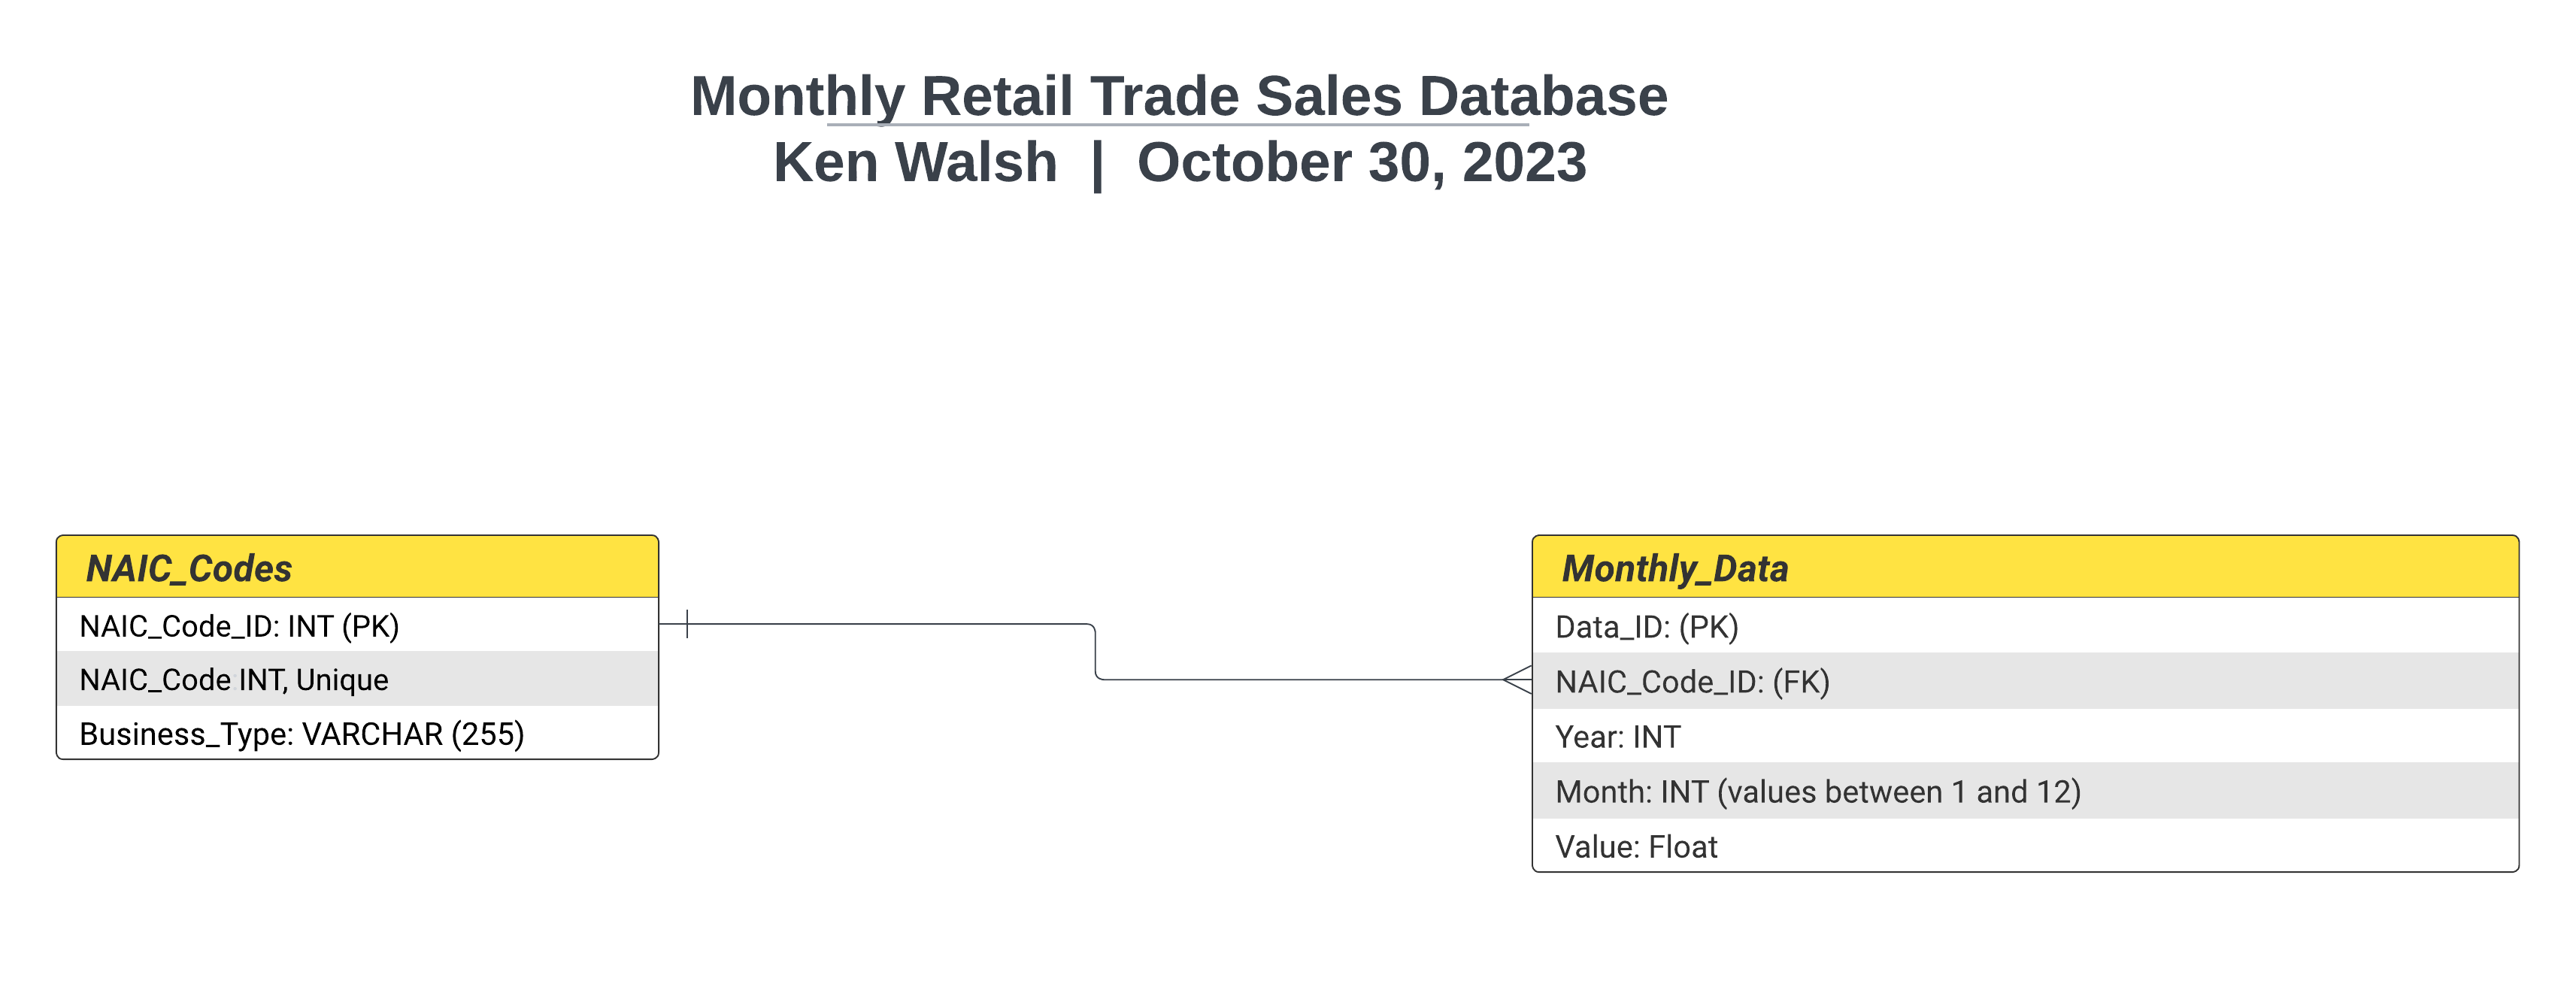 Monthly Retail Trade Sales Database
Ken Walsh | October 30, 2023
NAIC_Codes
NAIC_Code_ID: INT (PK)
NAIC_Code INT, Unique
Business_Type: VARCHAR (255)
Monthly_Data
Data_ID: (PK)
NAIC_Code_ID: (FK)
Year: INT
Month: INT (values between 1 and 12)
Value: Float